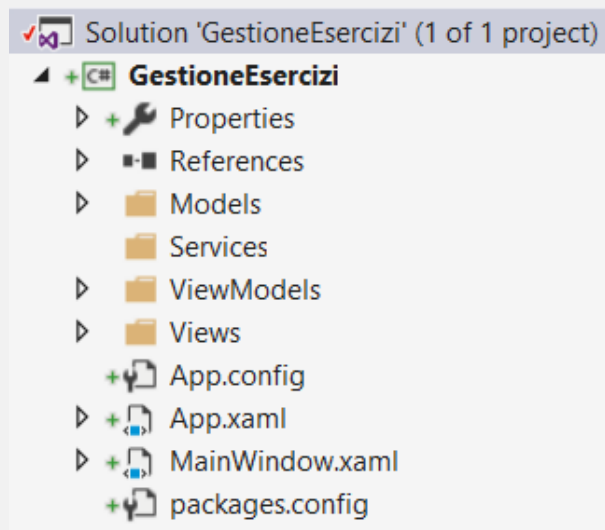 Solution 'GestioneEsercizi' (1 of 1 project)
C# GestioneEsercizi
Properties
References
Models
Services
ViewModels
Views
App.config
App.xaml
MainWindow.xaml
packages.config